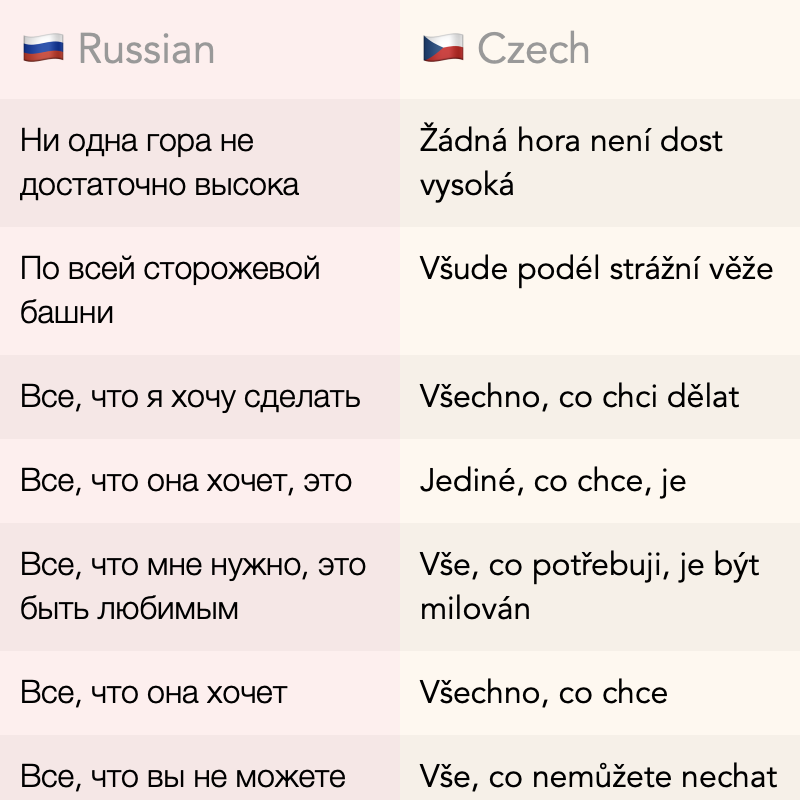 Russian
Czech
Ни одна гора не
достаточно высока
Žádná hora není dost
vysoká
По всей сторожевой
башни
Všude podél strážní věže
Все, что я хочу сделать
Všechno, co chci dělat
Все, что она хочет, это
Jediné, co chce, je
Все, что мне нужно, это
быть любимым
Vše, co potřebuji, je být
milován
Все, что она хочет
Všechno, co chce
Все, что вы не можете
Vše, co nemůžete nechat